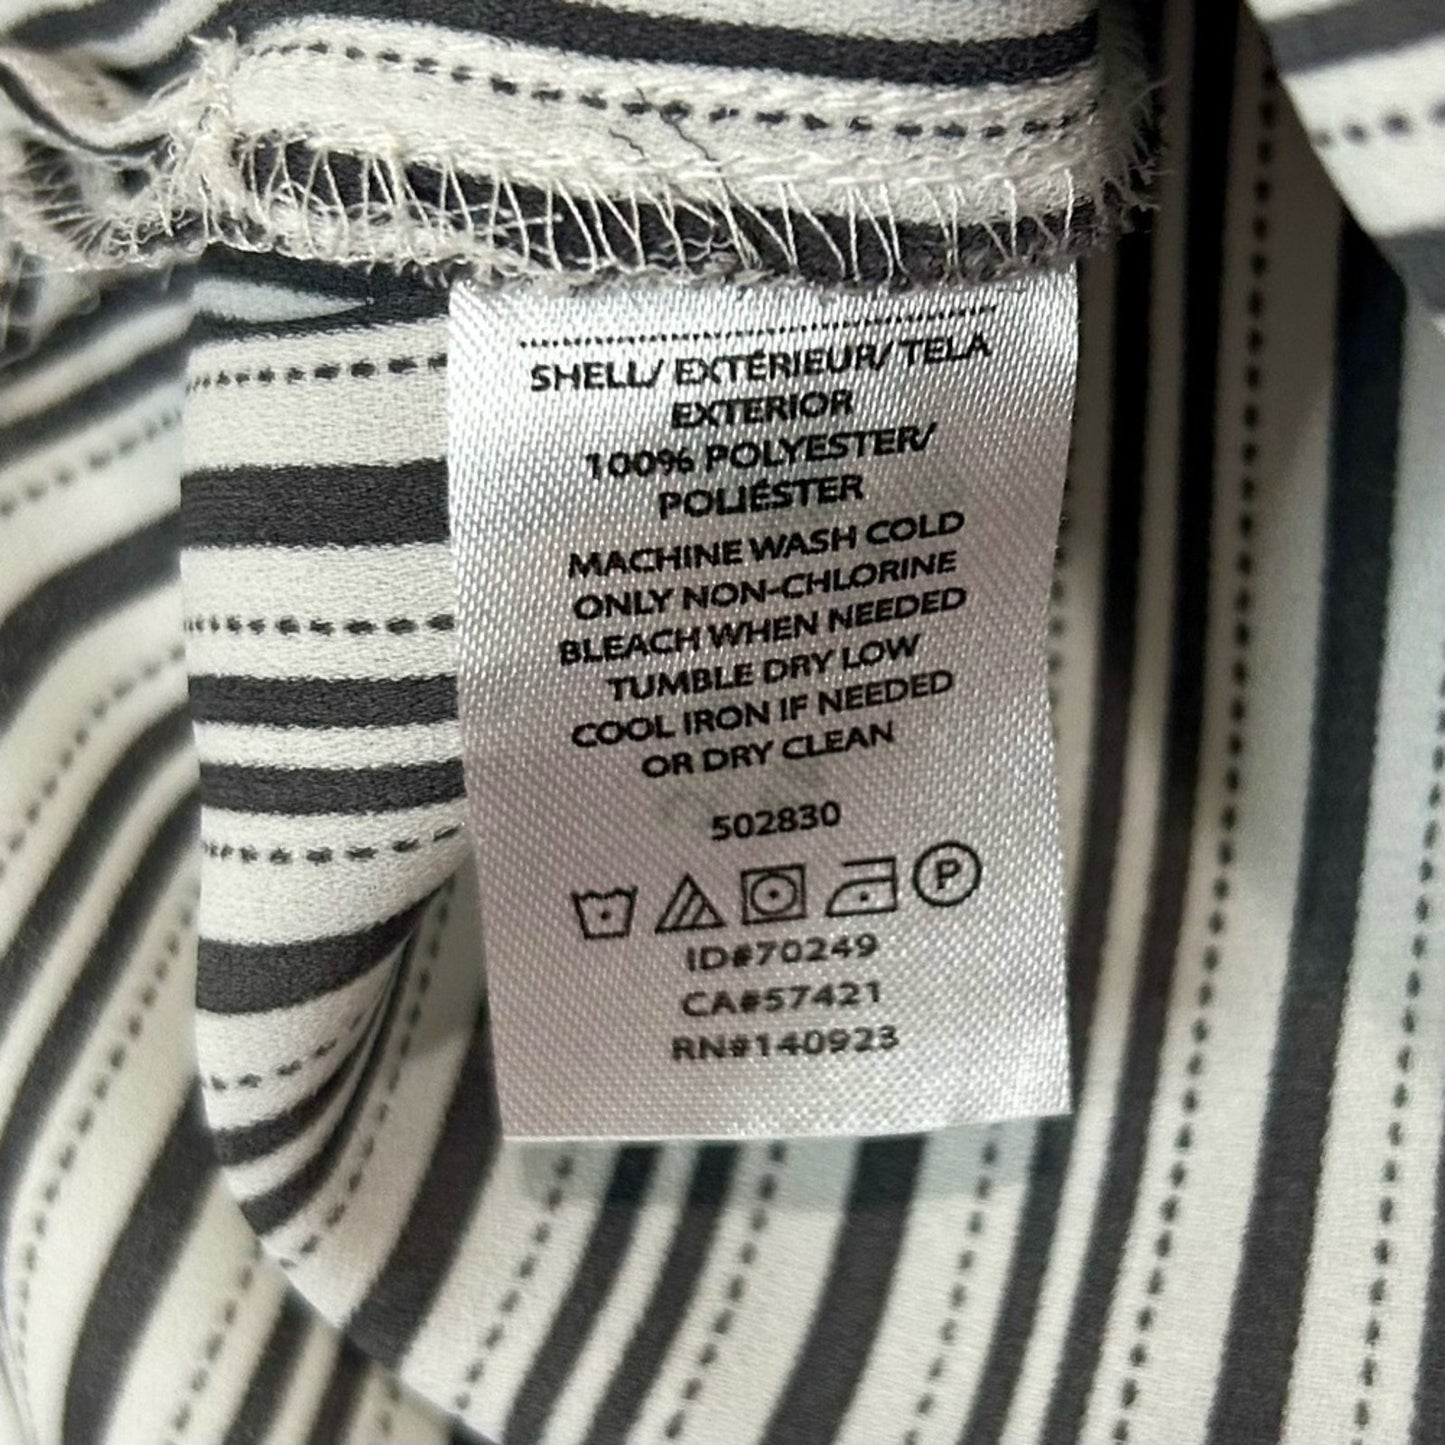 SHELL/ EXTÉRIEUR/ TELA
EXTERIOR
100% POLYESTER/
POLIÉSTER
MACHINE WASH COLD
ONLY NON-CHLORINE
BLEACH WHEN NEEDED
TUMBLE DRY LOW
COOL IRON IF NEEDED
OR DRY CLEAN
502830
P
ID#70249
CA#57421
RN#140923